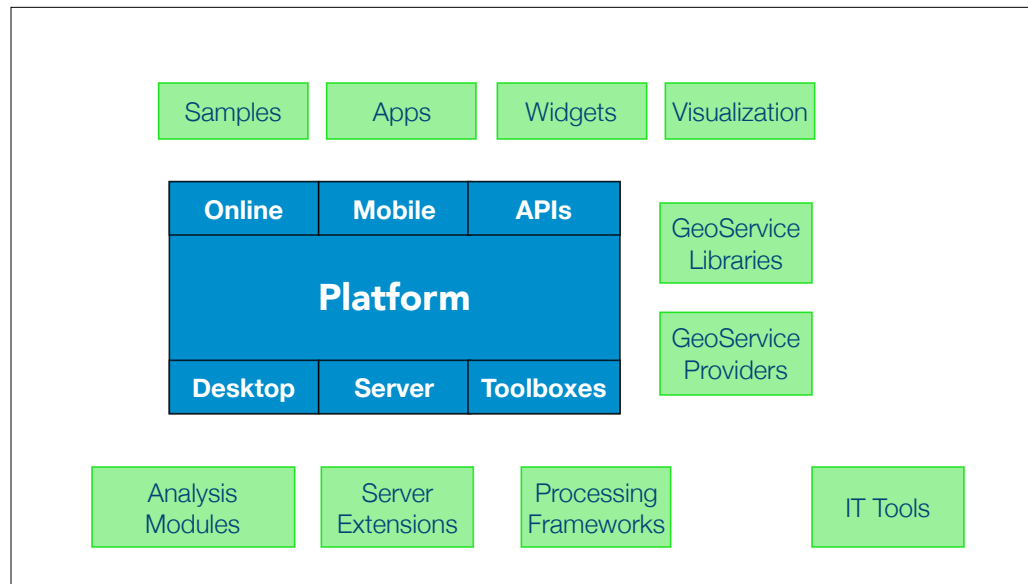 Samples
Apps
Widgets
Visualization
Online
Mobile
APIs
GeoService
Libraries
Platform
GeoService
Providers
Desktop
Server
Toolboxes
Analysis
Modules
Server
Extensions
Processing
Frameworks
IT Tools